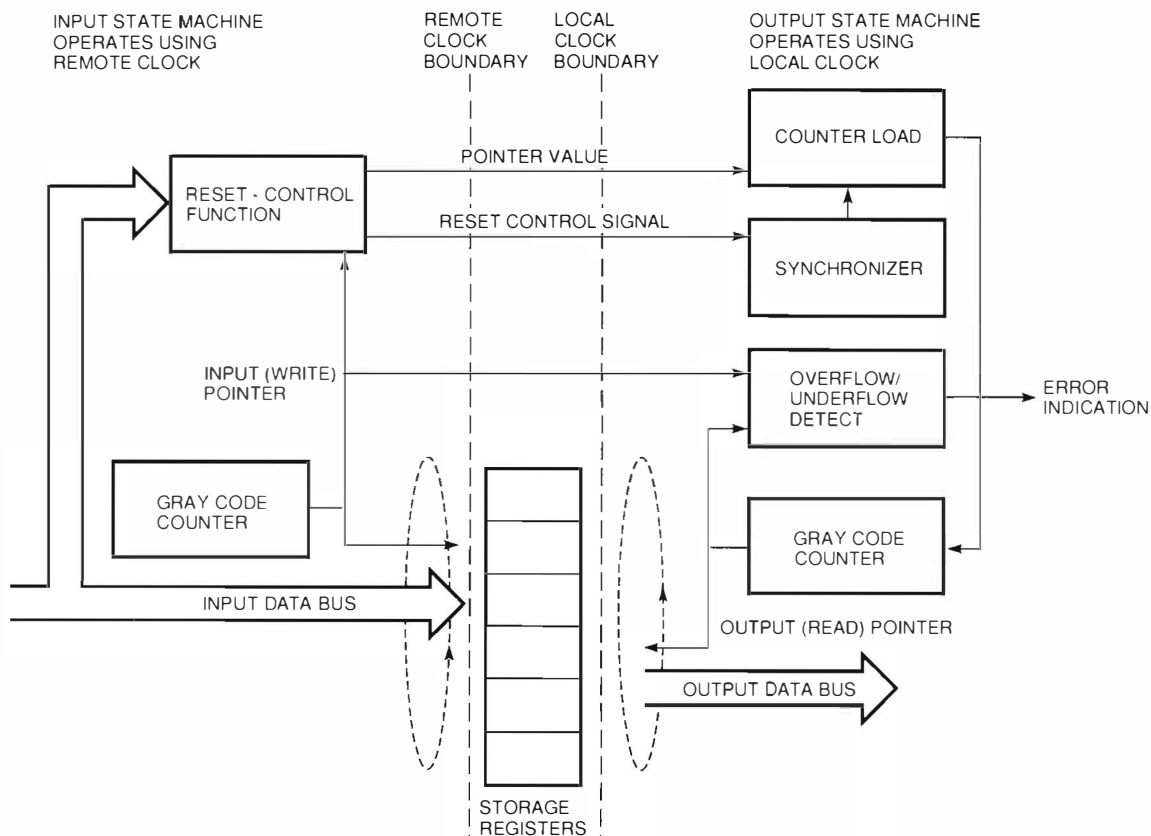 INPUT STATE MACHINE
OPERATES USING
REMOTE CLOCK
REMOTE
CLOCK
BOUNDARY
LOCAL
CLOCK
BOUNDARY
OUTPUT STATE MACHINE
OPERATES USING
LOCAL CLOCK
COUNTER LOAD
POINTER VALUE
RESET - CONTROL
FUNCTION
RESET CONTROL SIGNAL
SYNCHRONIZER
INPUT (WRITE)
POINTER
OVERFLOW/
UNDERFLOW
DETECT
ERROR
INDICATION
GRAY CODE
COUNTER
GRAY CODE
COUNTER
INPUT DATA BUS
OUTPUT (READ) POINTER
OUTPUT DATA BUS
STORAGE
REGISTERS